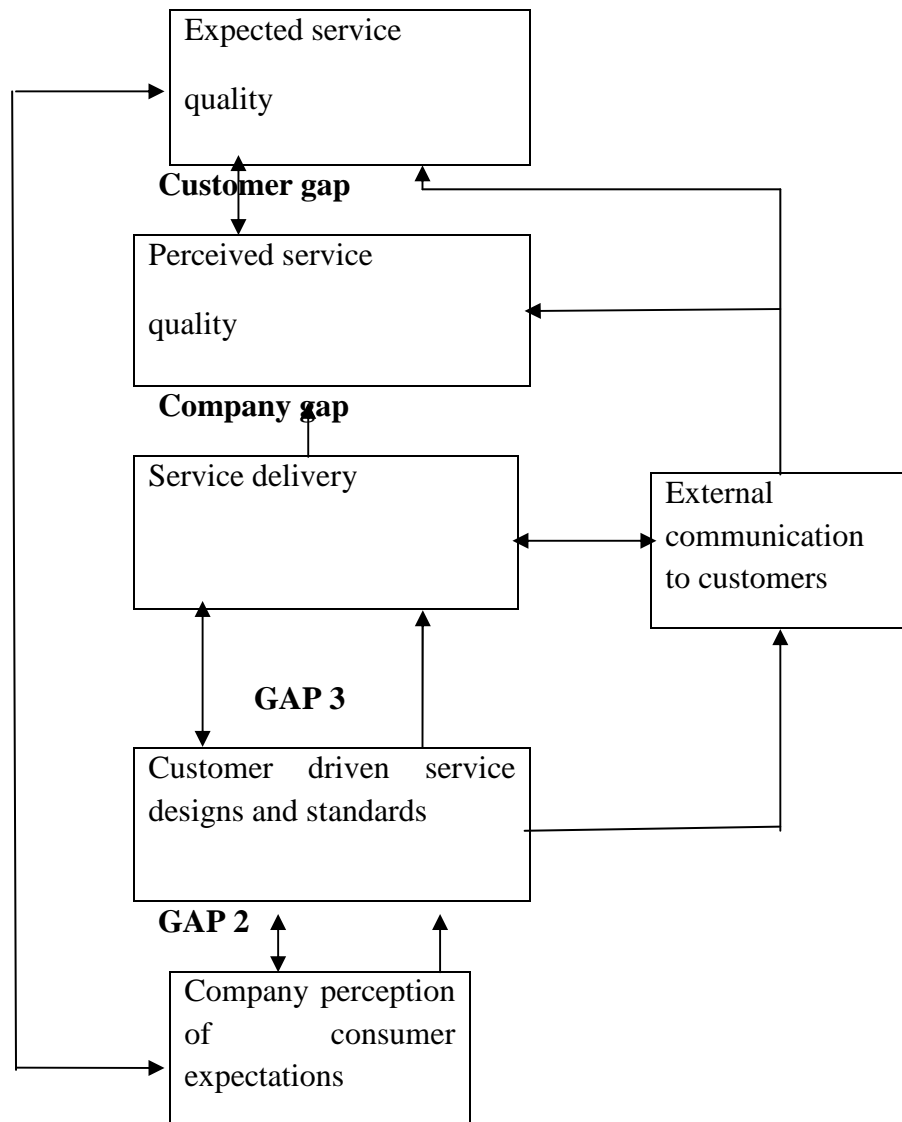 Expected service
quality
Customer gap
Perceived service
quality
Company gap
Service delivery
External
communication
to customers
GAP 3
Customer driven service
designs and standards
GAP 2
Company perception
of consumer
expectations